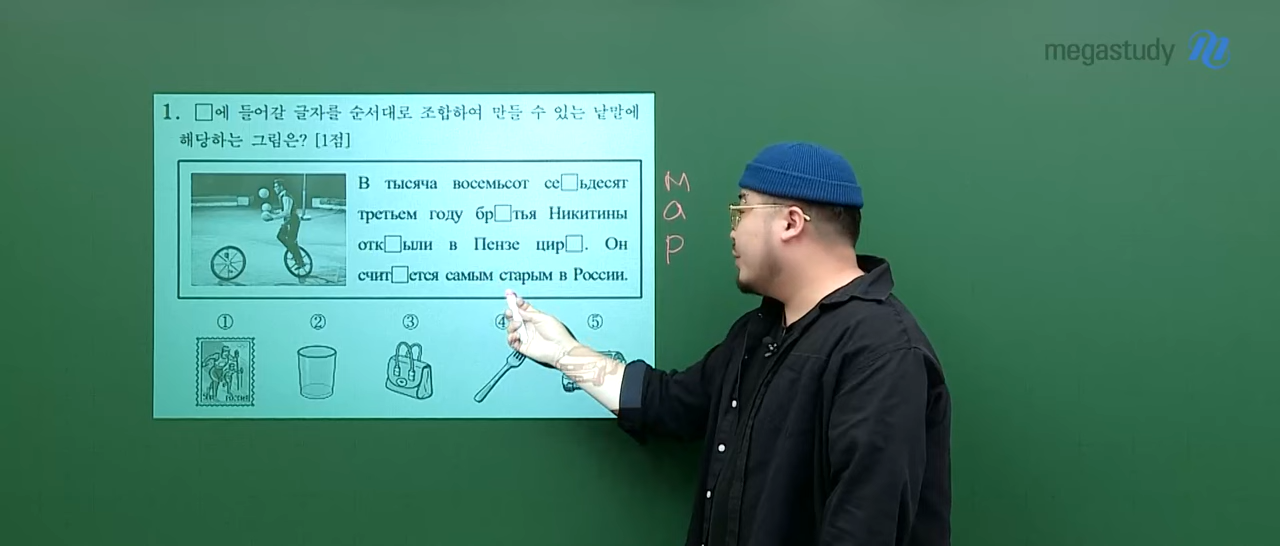 megastudy
1. □에 들어갈 글자를 순서대로 조합하여 만들 수 있는 낱말에
해당하는 그림은? [1점]
В тысяча восемьсот се□ьдесят
третьем году бр□тья Никитины
отк□ыли в Пензе цир□. Он
счит□ется самым старым в России.
м
а
р
① ② ③ ④ ⑤